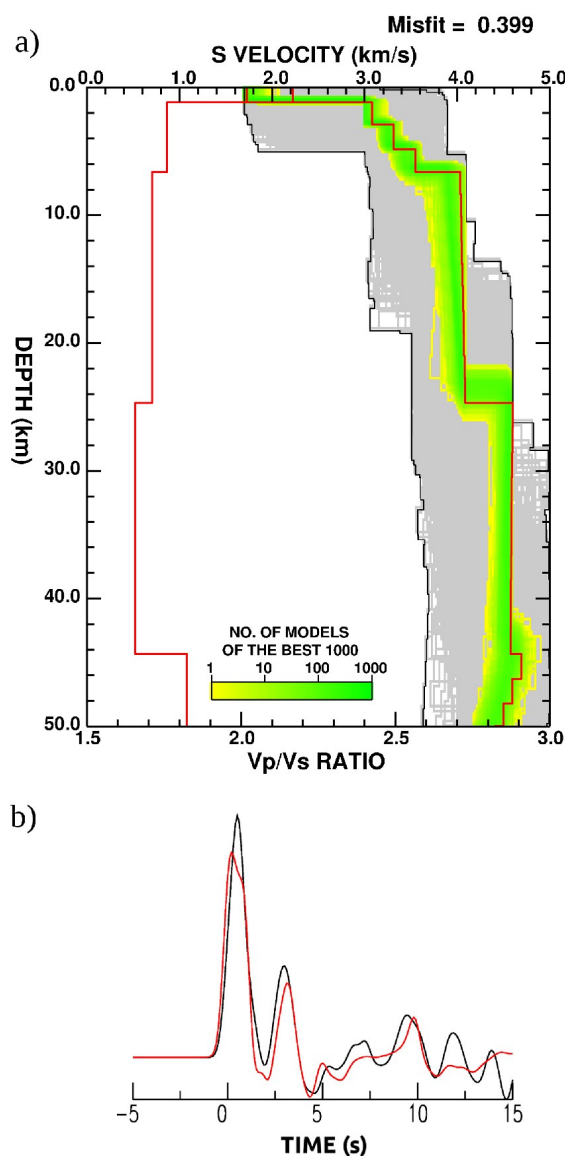 Misfit = 0.399
a)
S VELOCITY (km/s)
0.0 1.0 2.0 3.0 4.0 5.0
0.0
10.0
20.0
30.0
40.0
50.0
DEPTH (km)
NO. OF MODELS
OF THE BEST 1000
1 10 100 1000
1.5 2.0 2.5 3.0
Vp/Vs RATIO
b)
−5 0 5 10 15
TIME (s)